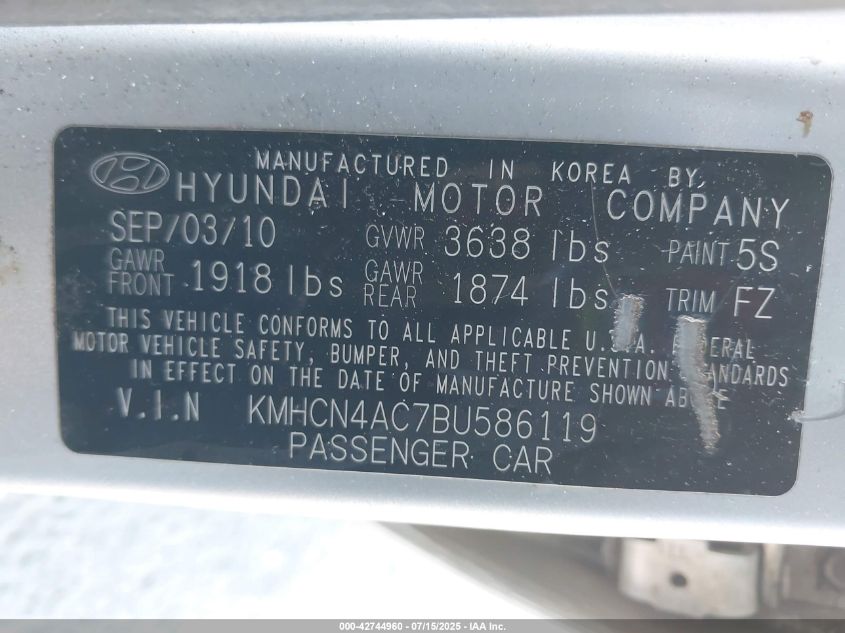 MANUFACTURED IN KOREA BY
HYUNDAI MOTOR COMPANY
SEP/03/10 GVWR 3638 lbs PAINT 5S
GAWR FRONT 1918 lbs GAWR REAR 1874 lbs TRIM FZ
THIS VEHICLE CONFORMS TO ALL APPLICABLE
MOTOR VEHICLE SAFETY, BUMPER, AND THEFT PREVENTION
IN EFFECT ON THE DATE OF MANUFACTURE SHOWN
V.I.N KMHCN4AC7BU586119
PASSENGER CAR
000-42744960 - 07/15/2025 - IAA Inc.